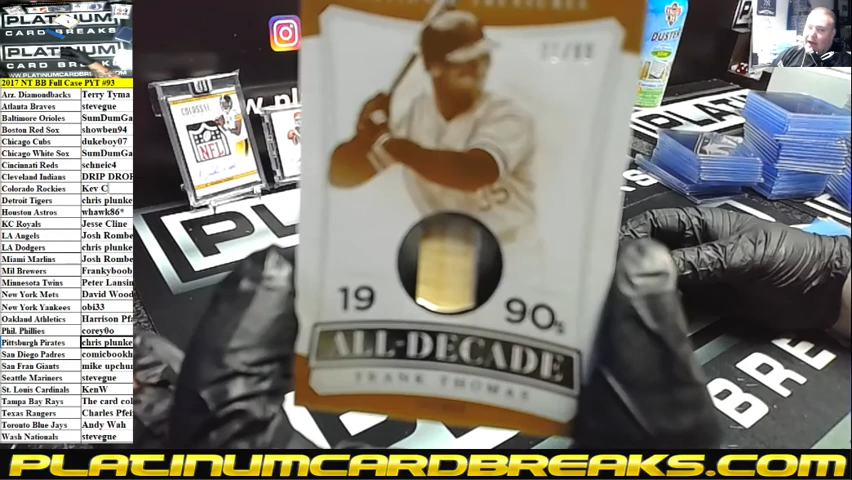 PLATINUM
CARD BREAKS
PLATINUM
CARD BREAKS
WWW.PLATINUMCARDBREAKS.COM
2017 NT BB Full Case PYT #93
Arz. Diamondbacks Terry Tyma
Atlanta Braves stevegue
Baltimore Orioles SumDumGa
Boston Red Sox showben94
Chicago Cubs dukeboy07
Chicago White Sox SumDumGa
Cincinnati Reds schneic4
Cleveland Indians DRIP DROP
Colorado Rockies Kev C
Detroit Tigers chris plunke
Houston Astros whawk86*
KC Royals Jesse Cline
LA Angels Josh Rombe
LA Dodgers chris plunke
Miami Marlins Josh Rombe
Mil Brewers Frankyboob
Minnesota Twins Peter Lansin
New York Mets David Wood
New York Yankees obi33
Oakland Athletics Harrison Pfa
Phil. Phillies corey0o
Pittsburgh Pirates chris plunke
San Diego Padres comicbookh
San Fran Giants mike upchur
Seattle Mariners stevegue
St. Louis Cardinals KenW
Tampa Bay Rays The card col
Texas Rangers Charles Pfei
Toronto Blue Jays Andy Wah
Wash Nationals stevegue
COLOSSI
NFL
TREASURES
35
19 90s
ALL-DECADE
FRANK THOMAS
DUSTER
PL
BRE
PLATINUMCARDBREAKS.COM